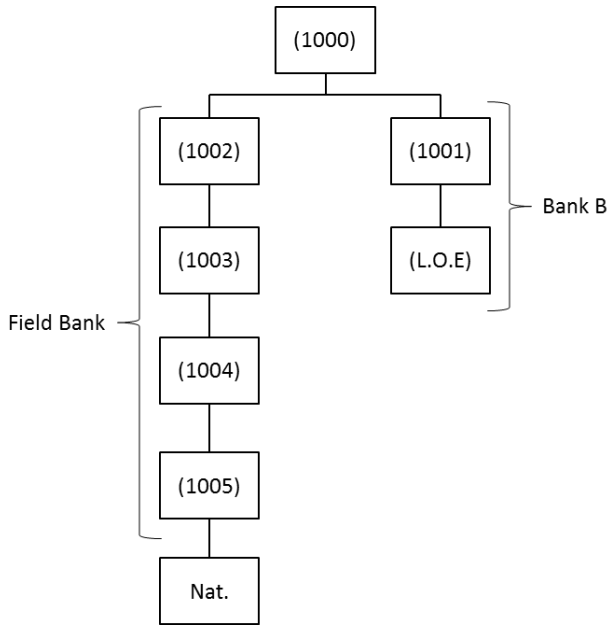 (1000)
(1002)
(1001)
Bank B
(1003)
(L.O.E)
Field Bank
(1004)
(1005)
Nat.